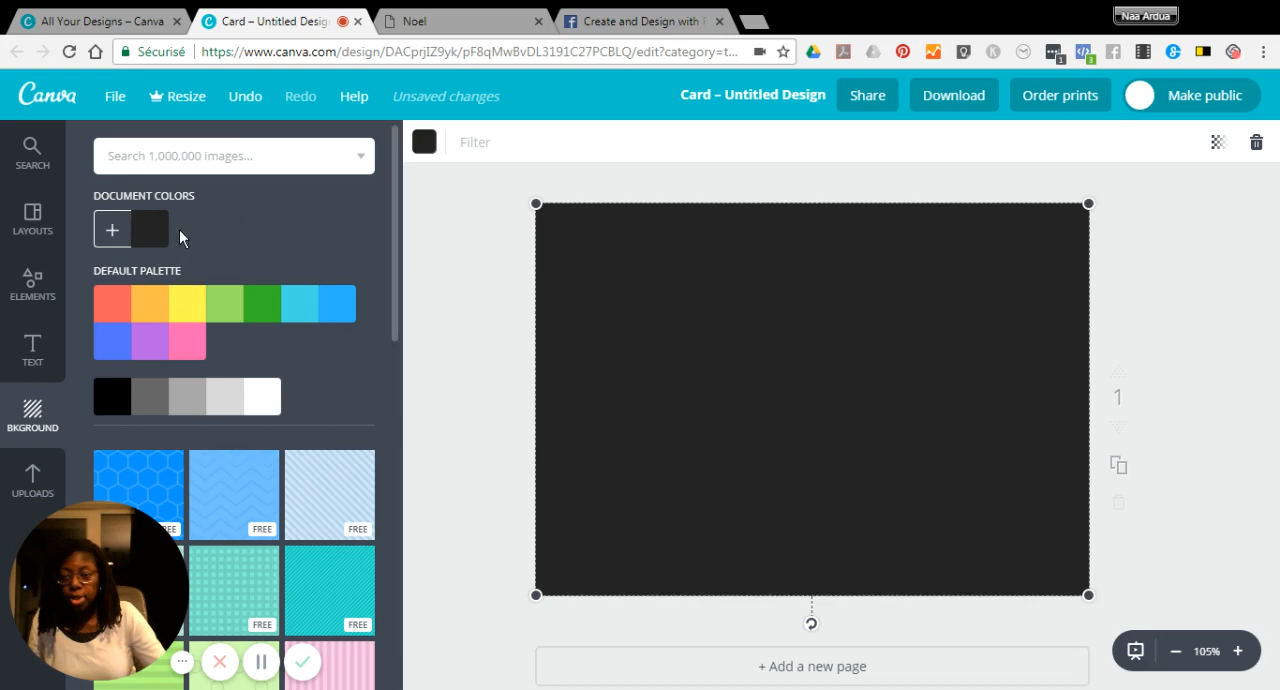 Naa Ardua
All Your Designs – Canva
Card – Untitled Desig
Noel
Create and Design with F
Sécurisé
https://www.canva.com/design/DACprjIZ9yk/pF8qMwBvDL3191C27PCBLQ/edit?category=t...
1
3
Canva
File
Resize
Undo
Redo
Help
Unsaved changes
Card – Untitled Design
Share
Download
Order prints
Make public
SEARCH
LAYOUTS
ELEMENTS
TEXT
BKGROUND
UPLOADS
Search 1,000,000 images...
DOCUMENT COLORS
DEFAULT PALETTE
FREE
FREE
FREE
FREE
FREE
Filter
1
+ Add a new page
105%